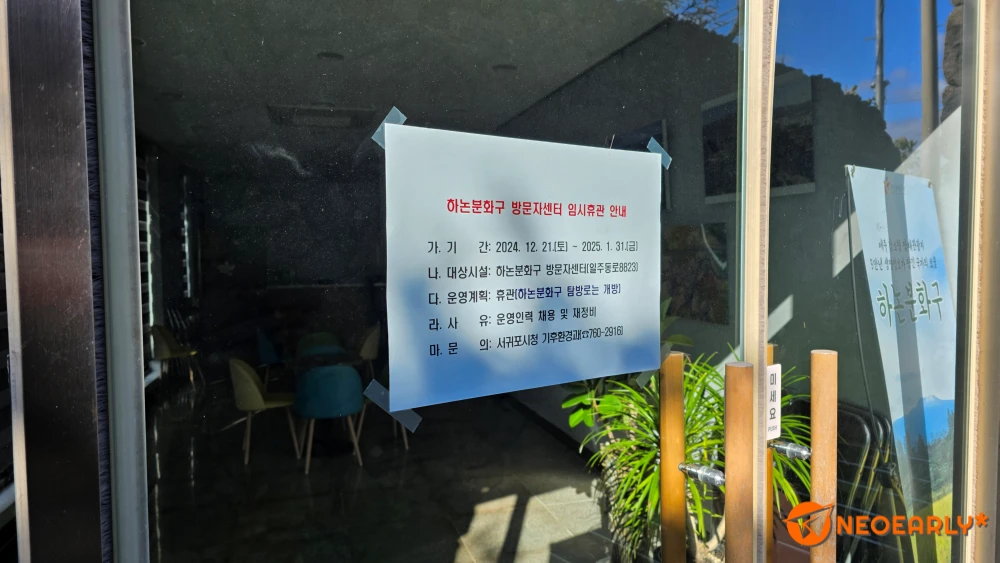 하논분화구 방문자센터 임시휴관 안내
가. 기 간: 2024. 12. 21.(토) ~ 2025. 1. 31.(금)
나. 대상시설: 하논분화구 방문자센터(일주동로8823)
다. 운영계획: 휴관(하논분화구 탐방로는 개방)
라. 사 유: 운영인력 채용 및 재정비
마. 문 의: 서귀포시청 기후환경과(☎760-2916)
미세요
하논분화구
NEOEARLY*